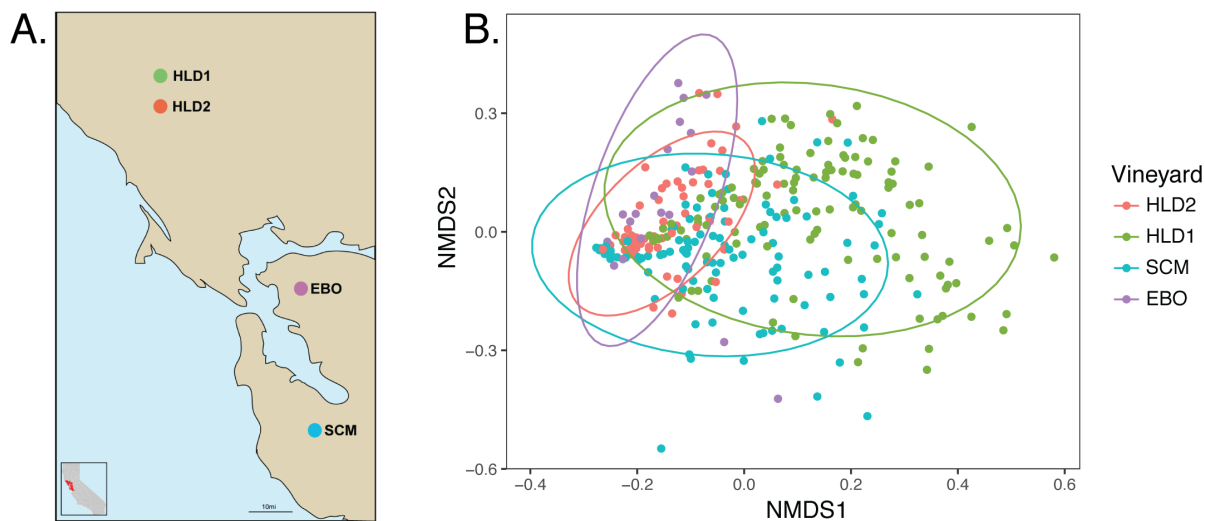 A.
HLD1
HLD2
EBO
SCM
10mi
B.
0.3
0.0
−0.3
−0.6
NMDS2
−0.4 −0.2 0.0 0.2 0.4 0.6
NMDS1
Vineyard
HLD2
HLD1
SCM
EBO